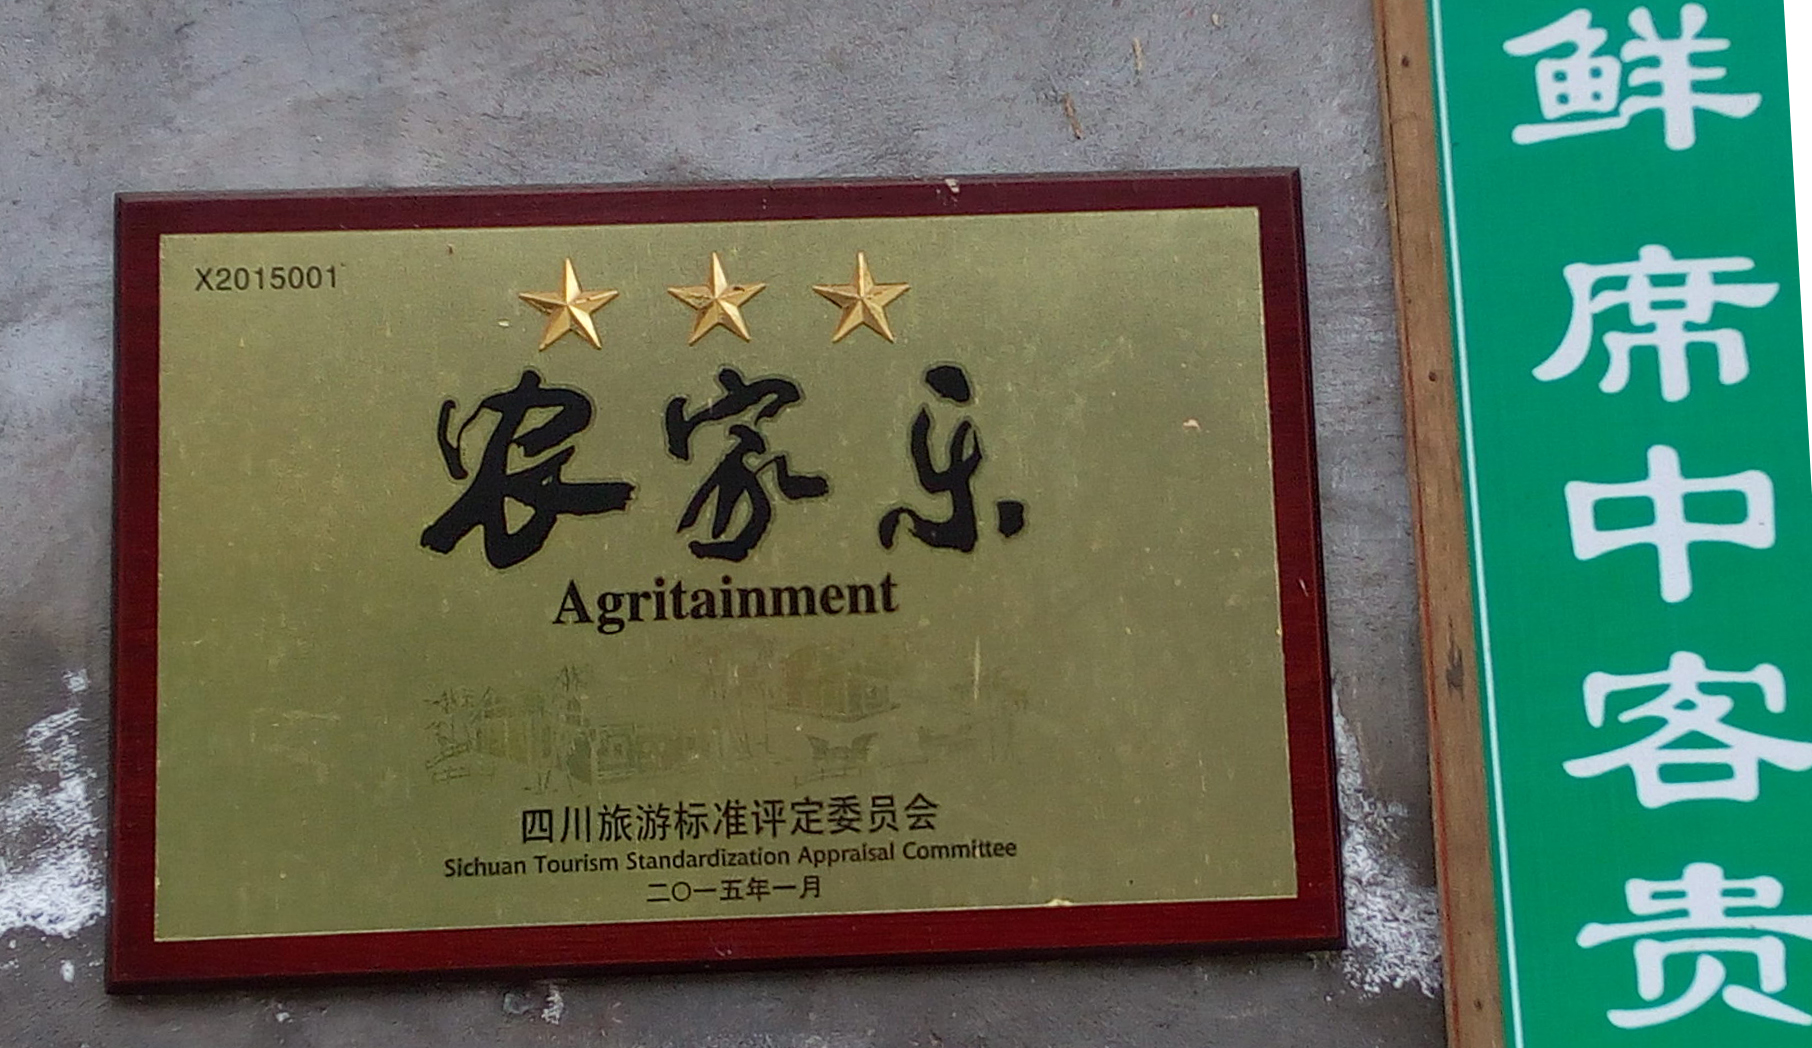 X2015001
农家乐
Agritainment
四川旅游标准评定委员会
Sichuan Tourism Standardization Appraisal Committee
二〇一五年一月
鲜席中客贵